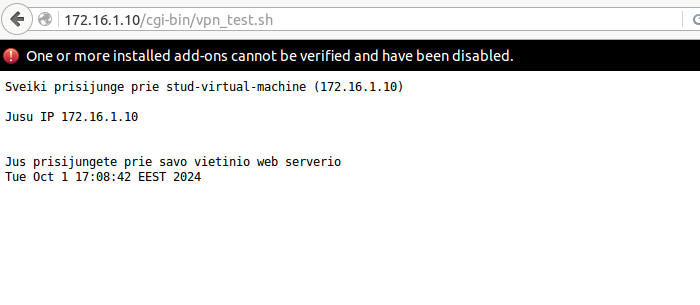 172.16.1.10/cgi-bin/vpn_test.sh
One or more installed add-ons cannot be verified and have been disabled.
Sveiki prisijunge prie stud-virtual-machine (172.16.1.10)
Jusu IP 172.16.1.10
Jus prisijungete prie savo vietinio web serverio
Tue Oct 1 17:08:42 EEST 2024